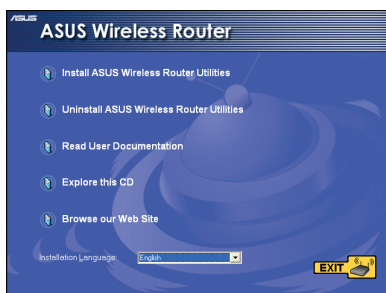 ASUS
ASUS Wireless Router
Install ASUS Wireless Router Utilities
Uninstall ASUS Wireless Router Utilities
Read User Documentation
Explore this CD
Browse our Web Site
Installation Language: English
EXIT